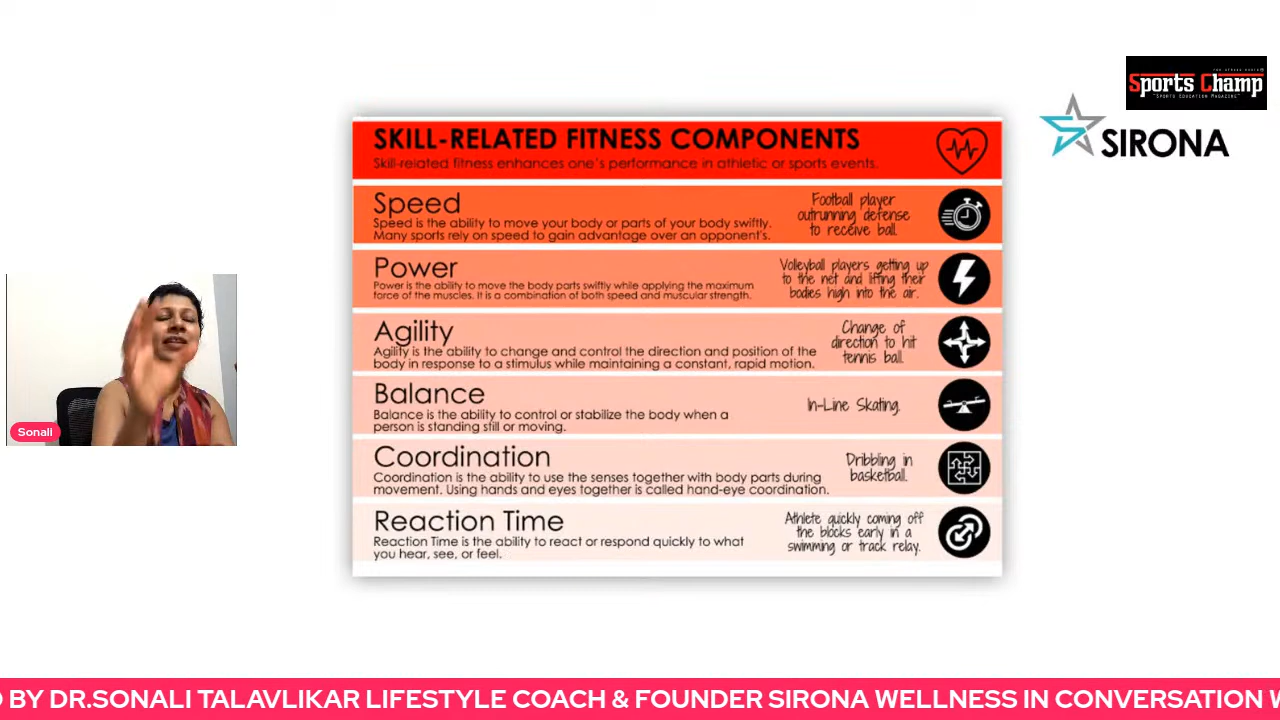 THE SPARKS MEDIA
Sports Champ
"SPORTS EDUCATION MAGAZINE"
SIRONA
SKILL-RELATED FITNESS COMPONENTS
Skill-related fitness enhances one's performance in athletic or sports events.
Speed
Speed is the ability to move your body or parts of your body swiftly.
Many sports rely on speed to gain advantage over an opponent's.
Football player
outrunning defense
to receive ball.
Power
Power is the ability to move the body parts swiftly while applying the maximum
force of the muscles. It is a combination of both speed and muscular strength.
Volleyball players getting up
to the net and lifting their
bodies high into the air.
Agility
Agility is the ability to change and control the direction and position of the
body in response to a stimulus while maintaining a constant, rapid motion.
Change of
direction to hit
tennis ball.
Balance
Balance is the ability to control or stabilize the body when a
person is standing still or moving.
In-Line Skating.
Coordination
Coordination is the ability to use the senses together with body parts during
movement. Using hands and eyes together is called hand-eye coordination.
Dribbling in
basketball.
Reaction Time
Reaction Time is the ability to react or respond quickly to what
you hear, see, or feel.
Athlete quickly coming off
the blocks early in a
swimming or track relay.
Sonali
BY DR.SONALI TALAVLIKAR LIFESTYLE COACH & FOUNDER SIRONA WELLNESS IN CONVERSATION